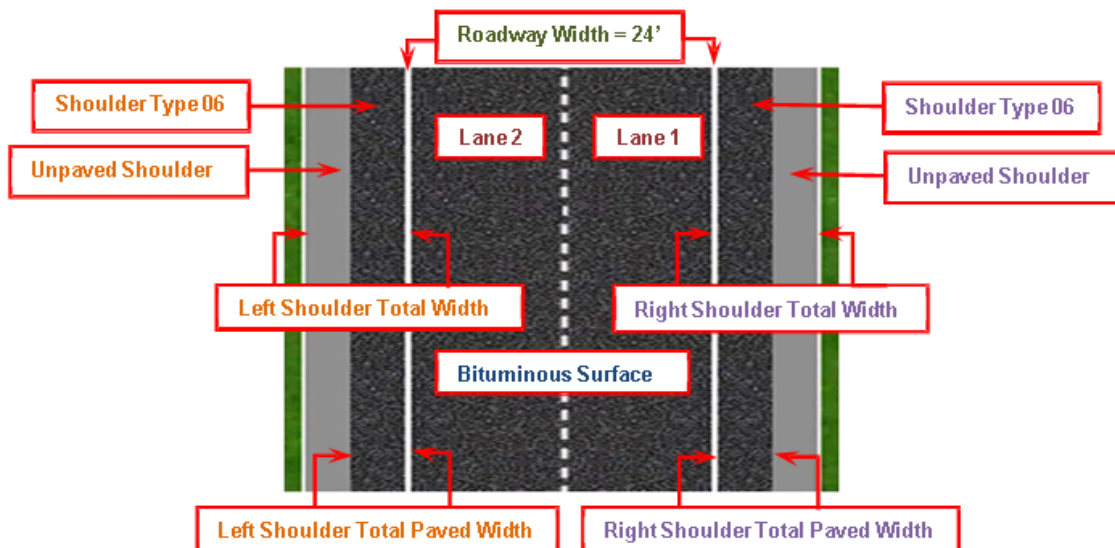 Roadway Width = 24’
Shoulder Type 06
Shoulder Type 06
Lane 2
Lane 1
Unpaved Shoulder
Unpaved Shoulder
Left Shoulder Total Width
Right Shoulder Total Width
Bituminous Surface
Left Shoulder Total Paved Width
Right Shoulder Total Paved Width